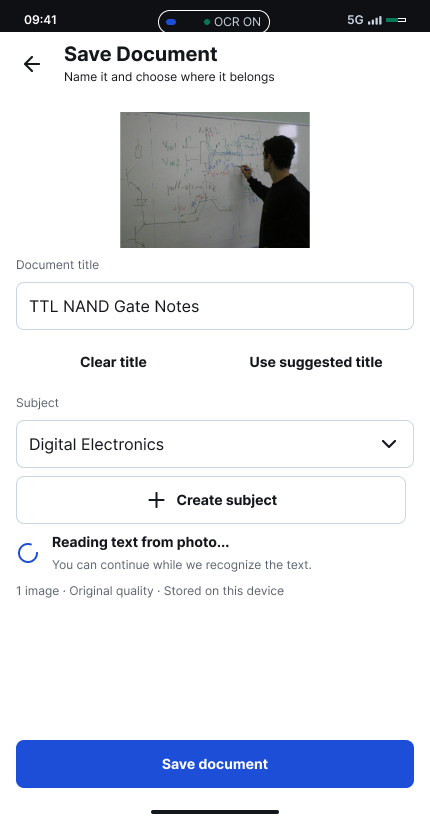 09:41
OCR ON
5G
Save Document
Name it and choose where it belongs
Document title
TTL NAND Gate Notes
Clear title
Use suggested title
Subject
Digital Electronics
Create subject
Reading text from photo...
You can continue while we recognize the text.
1 image · Original quality · Stored on this device
Save document